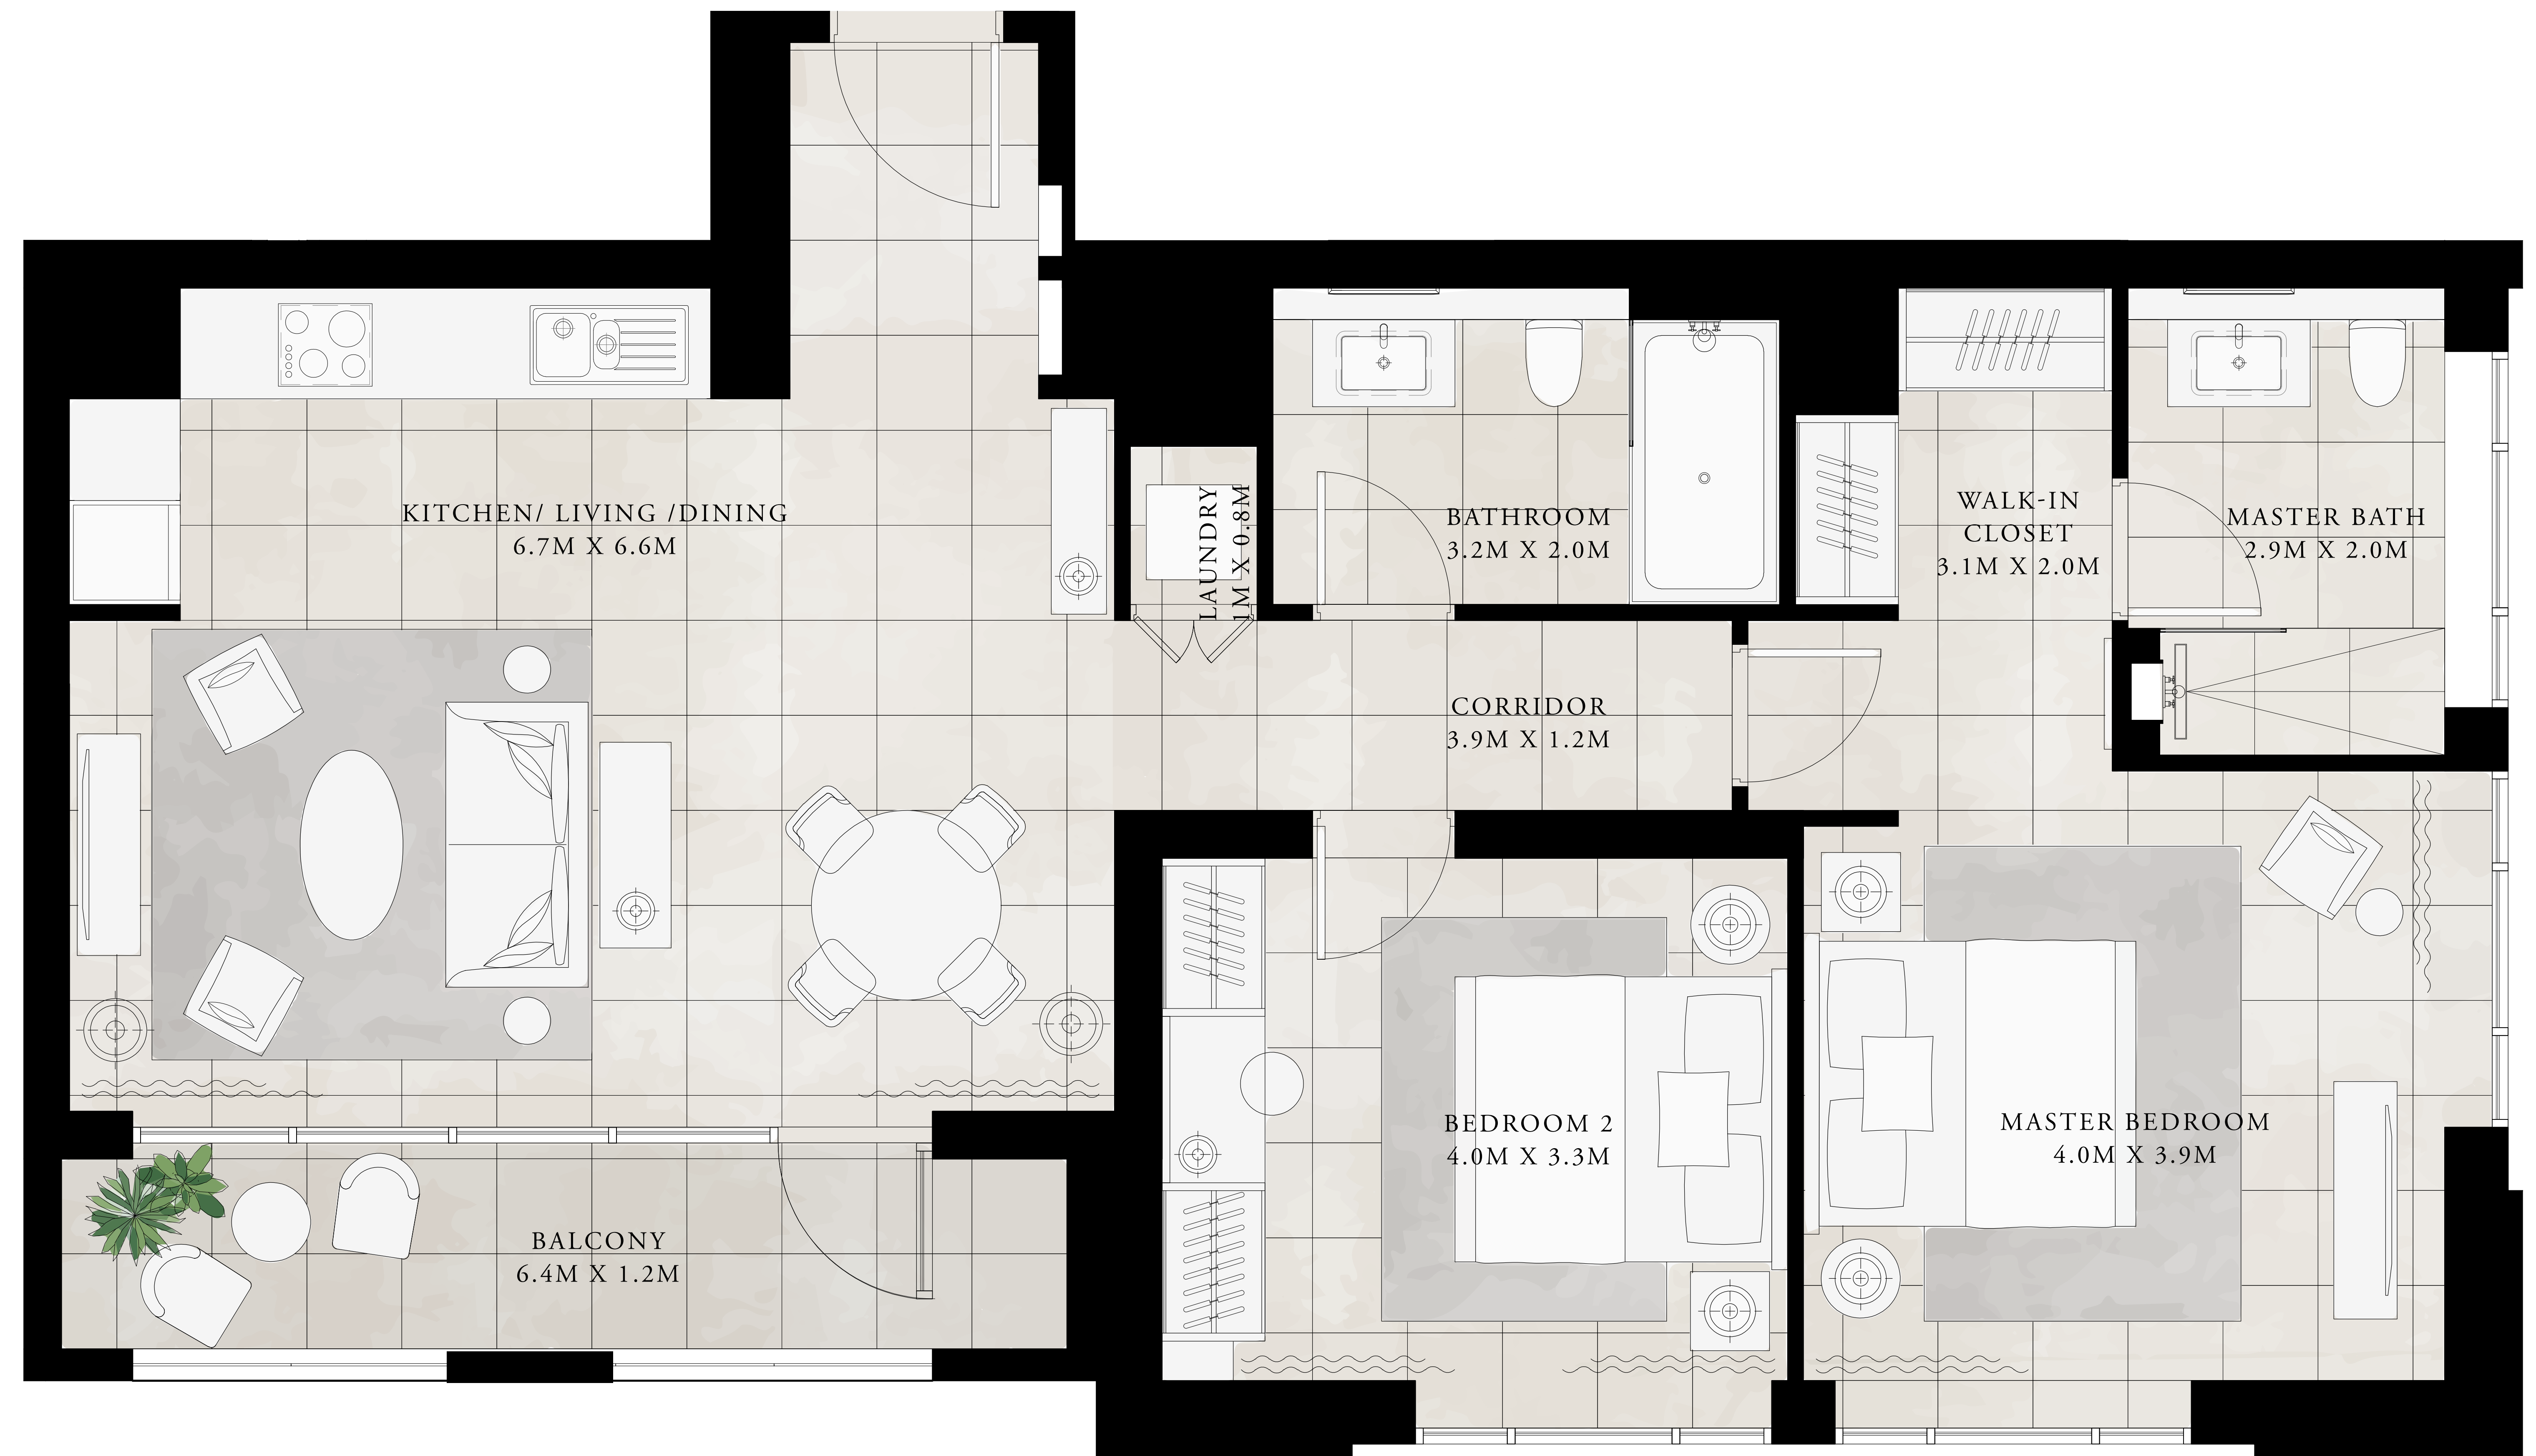 KITCHEN/ LIVING /DINING
6.7M X 6.6M
LAUNDRY
1M X 0.8M
BATHROOM
3.2M X 2.0M
WALK-IN
CLOSET
3.1M X 2.0M
MASTER BATH
2.9M X 2.0M
CORRIDOR
3.9M X 1.2M
BEDROOM 2
4.0M X 3.3M
MASTER BEDROOM
4.0M X 3.9M
BALCONY
6.4M X 1.2M